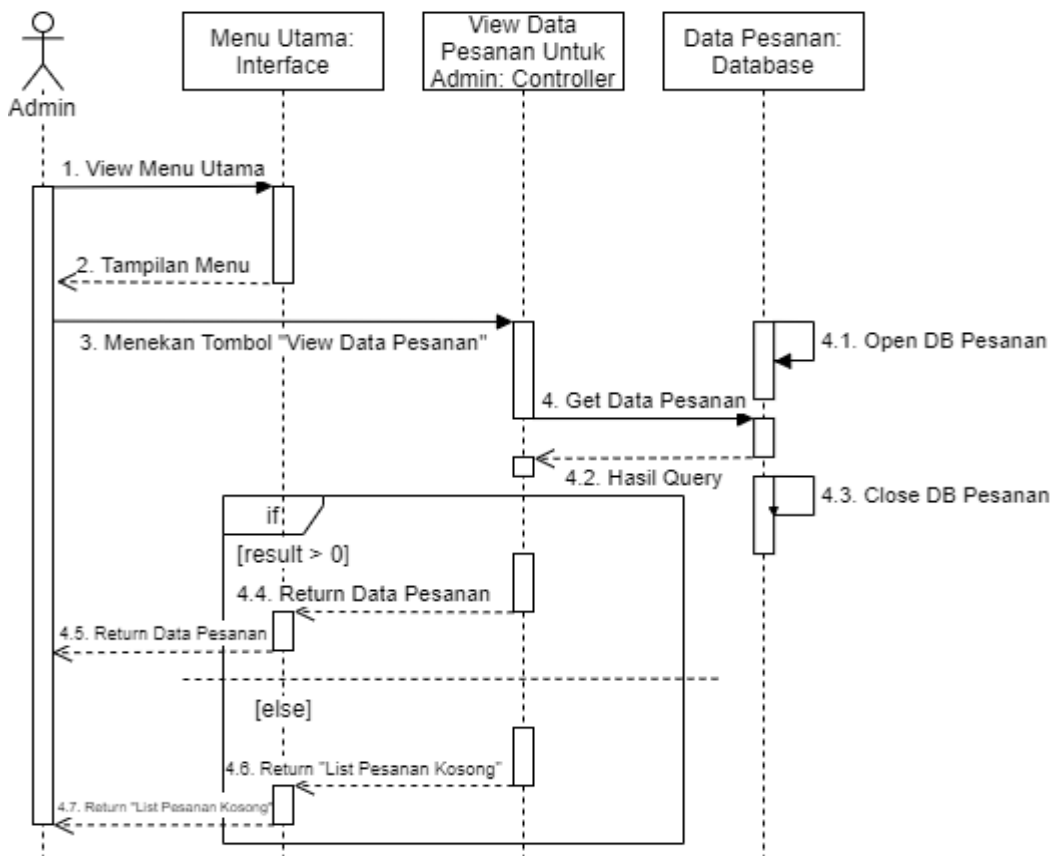 Admin
Menu Utama:
Interface
View Data
Pesanan Untuk
Admin: Controller
Data Pesanan:
Database
1. View Menu Utama
2. Tampilan Menu
3. Menekan Tombol "View Data Pesanan"
4.1. Open DB Pesanan
4. Get Data Pesanan
4.2. Hasil Query
4.3. Close DB Pesanan
if
[result > 0]
4.4. Return Data Pesanan
4.5. Return Data Pesanan
[else]
4.6. Return "List Pesanan Kosong"
4.7. Return "List Pesanan Kosong"